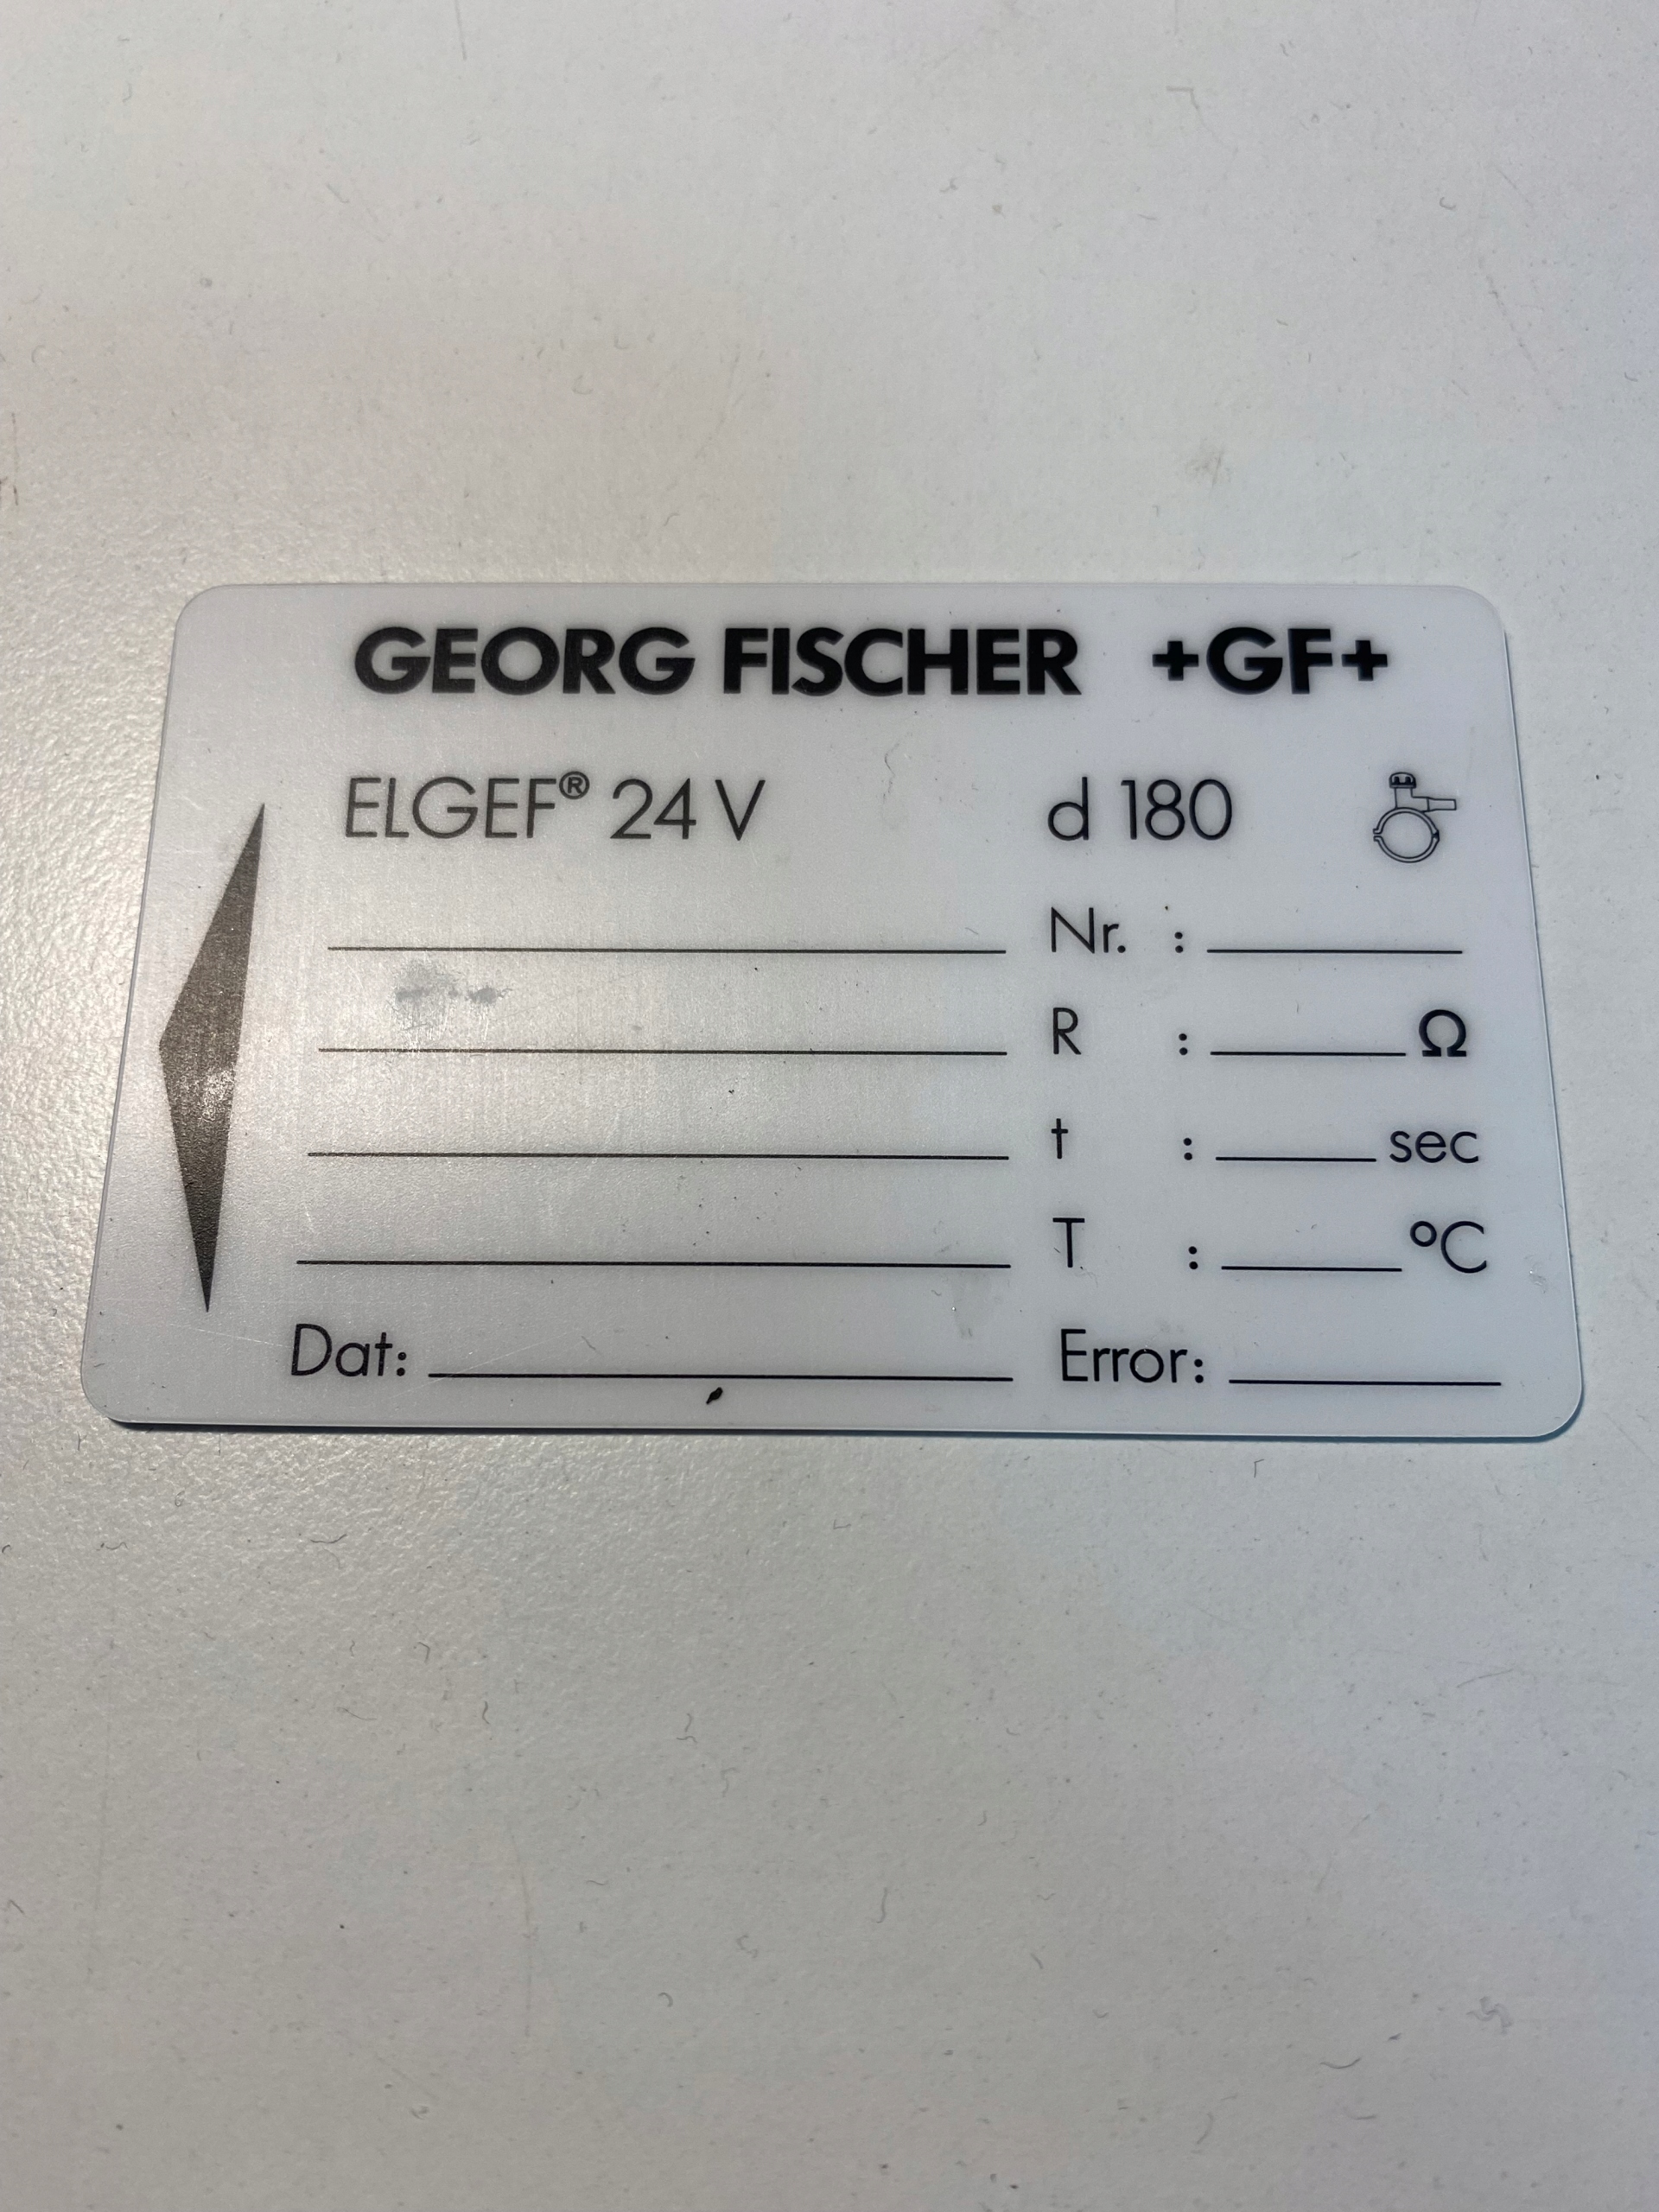 GEORG FISCHER +GF+
ELGEF® 24 V d 180
Nr. :
R : Ω
t : sec
T : °C
Dat: Error: